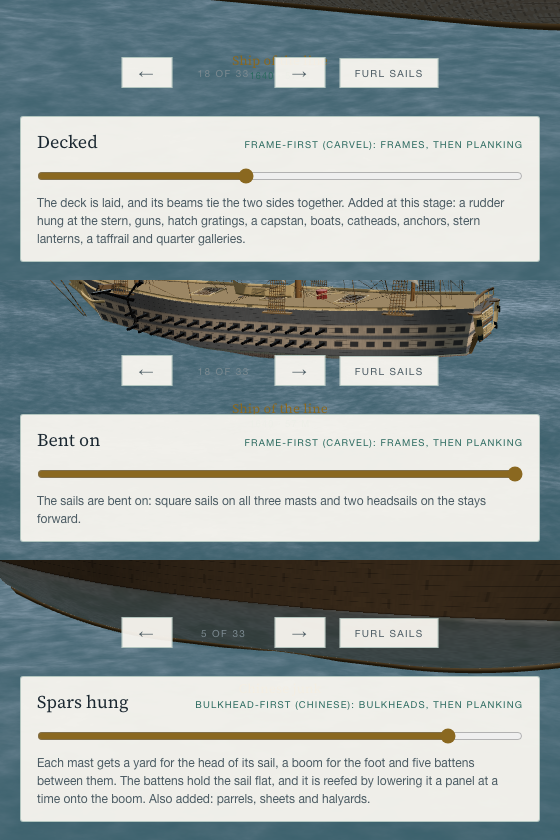 ←
18 OF 33
→
FURL SAILS
Decked
FRAME-FIRST (CARVEL): FRAMES, THEN PLANKING
The deck is laid, and its beams tie the two sides together. Added at this stage: a rudder
hung at the stern, guns, hatch gratings, a capstan, boats, catheads, anchors, stern
lanterns, a taffrail and quarter galleries.
←
18 OF 33
→
FURL SAILS
Bent on
FRAME-FIRST (CARVEL): FRAMES, THEN PLANKING
The sails are bent on: square sails on all three masts and two headsails on the stays
forward.
←
5 OF 33
→
FURL SAILS
Spars hung
BULKHEAD-FIRST (CHINESE): BULKHEADS, THEN PLANKING
Each mast gets a yard for the head of its sail, a boom for the foot and five battens
between them. The battens hold the sail flat, and it is reefed by lowering it a panel at a
time onto the boom. Also added: parrels, sheets and halyards.